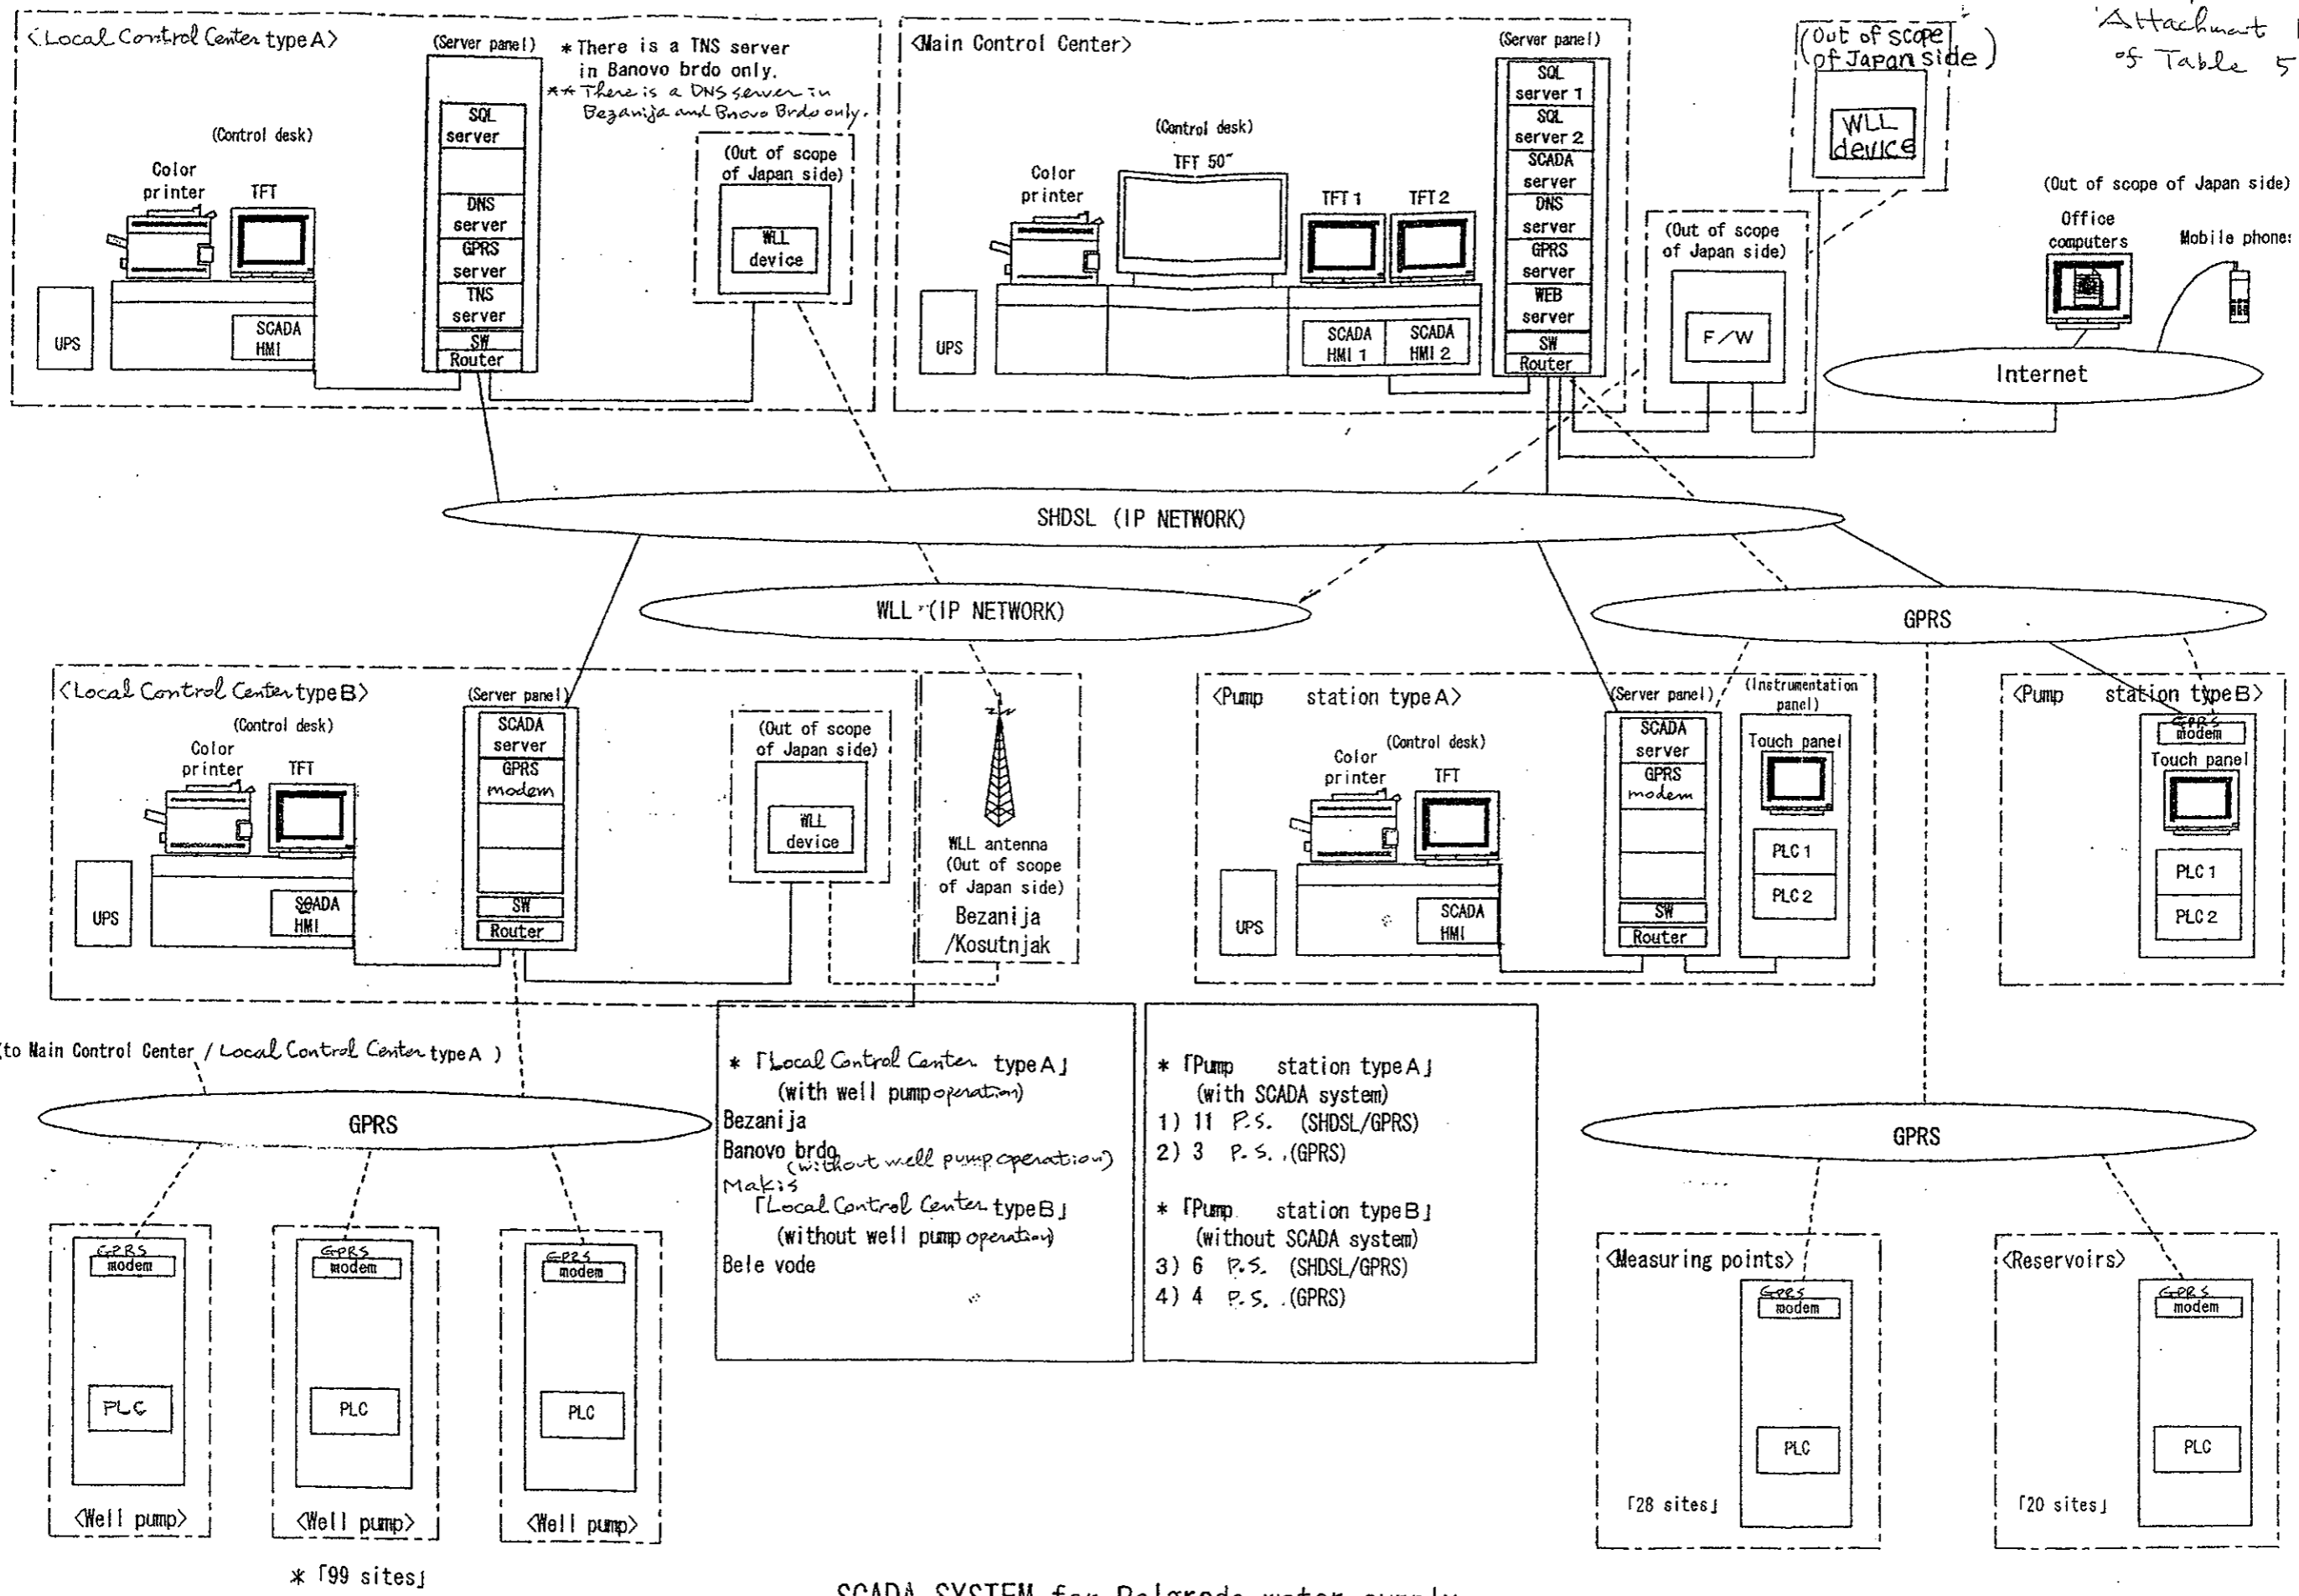 Attachment 1
of Table 5
<Local Control Center type A>
(Server panel)
* There is a TNS server
in Banovo brdo only.
** There is a DNS server in
Bezanija and Bnovo Brdo only.
(Control desk)
Color
printer
TFT
SQL
server
DNS
server
GPRS
server
TNS
server
SW
Router
UPS
SCADA
HMI
(Out of scope
of Japan side)
WLL
device
<Main Control Center>
(Server panel)
(Control desk)
TFT 50"
Color
printer
TFT 1
TFT 2
SQL
server 1
SQL
server 2
SCADA
server
DNS
server
GPRS
server
WEB
server
SW
Router
UPS
SCADA
HMI 1
SCADA
HMI 2
(Out of scope
of Japan side)
WLL
device
(Out of scope
of Japan side)
F/W
(Out of scope of Japan side)
Office
computers
Mobile phone
Internet
SHDSL (IP NETWORK)
WLL (IP NETWORK)
GPRS
<Local Control Center type B>
(Server panel)
(Control desk)
Color
printer
TFT
SCADA
server
GPRS
modem
SW
Router
UPS
SCADA
HMI
(Out of scope
of Japan side)
WLL
device
WLL antenna
(Out of scope
of Japan side)
Bezanija
/Kosutnjak
<Pump station type A>
(Server panel)
(Instrumentation
panel)
(Control desk)
Color
printer
TFT
SCADA
server
GPRS
modem
SW
Router
UPS
SCADA
HMI
Touch panel
PLC 1
PLC 2
<Pump station type B>
GPRS
modem
Touch panel
PLC 1
PLC 2
(to Main Control Center / Local Control Center type A )
GPRS
* 「Local Control Center type A」
(with well pump operation)
Bezanija
Banovo brdo
(without well pump operation)
Makis
「Local Control Center type B」
(without well pump operation)
Bele vode
* 「Pump station type A」
(with SCADA system)
1) 11 P.S. (SHDSL/GPRS)
2) 3 P.S. (GPRS)
* 「Pump station type B」
(without SCADA system)
3) 6 P.S. (SHDSL/GPRS)
4) 4 P.S. (GPRS)
GPRS
GPRS
modem
PLC
<Well pump>
GPRS
modem
PLC
<Well pump>
GPRS
modem
PLC
<Well pump>
* 「99 sites」
<Measuring points>
GPRS
modem
PLC
「28 sites」
<Reservoirs>
GPRS
modem
PLC
「20 sites」
SCADA SYSTEM for Belgrade water supply